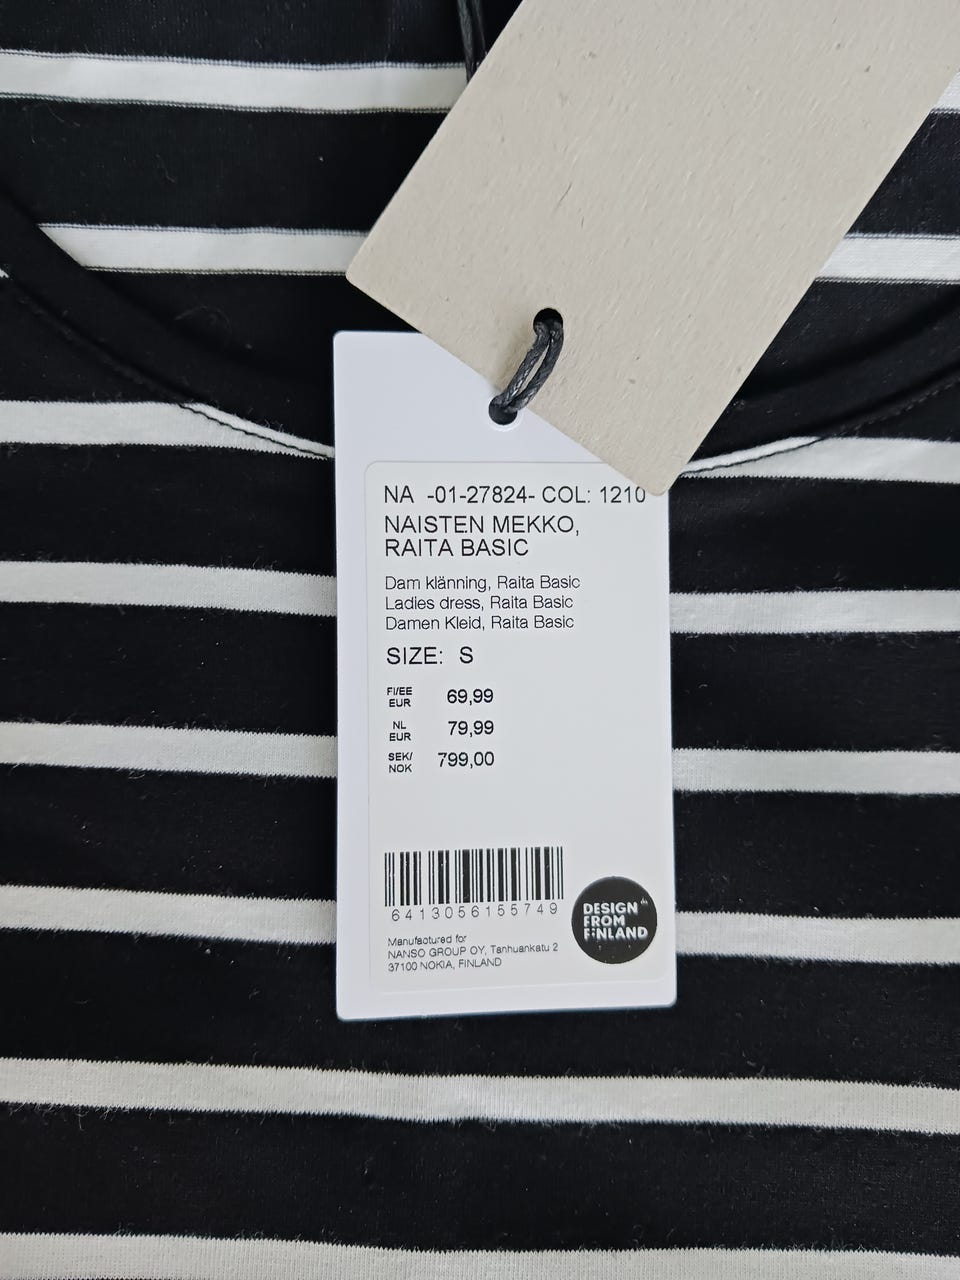 NA -01-27824- COL: 1210
NAISTEN MEKKO,
RAITA BASIC
Dam klänning, Raita Basic
Ladies dress, Raita Basic
Damen Kleid, Raita Basic
SIZE: S
FI/EE
EUR 69,99
NL
EUR 79,99
SEK/
NOK 799,00
6413056155749
Manufactured for
NANSO GROUP OY, Tanhuankatu 2
37100 NOKIA, FINLAND
DESIGN
FROM
FINLAND